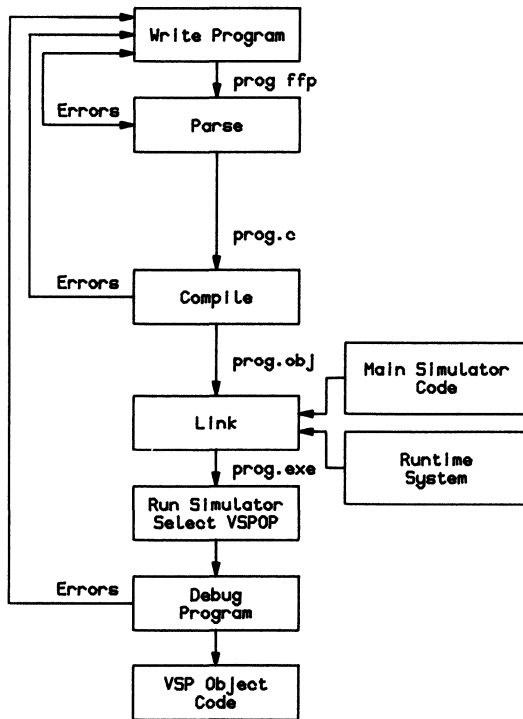 Write Program
prog ffp
Errors
Parse
prog.c
Errors
Compile
prog.obj
Main Simulator
Code
Link
Runtime
System
prog.exe
Run Simulator
Select VSPOP
Errors
Debug
Program
VSP Object
Code